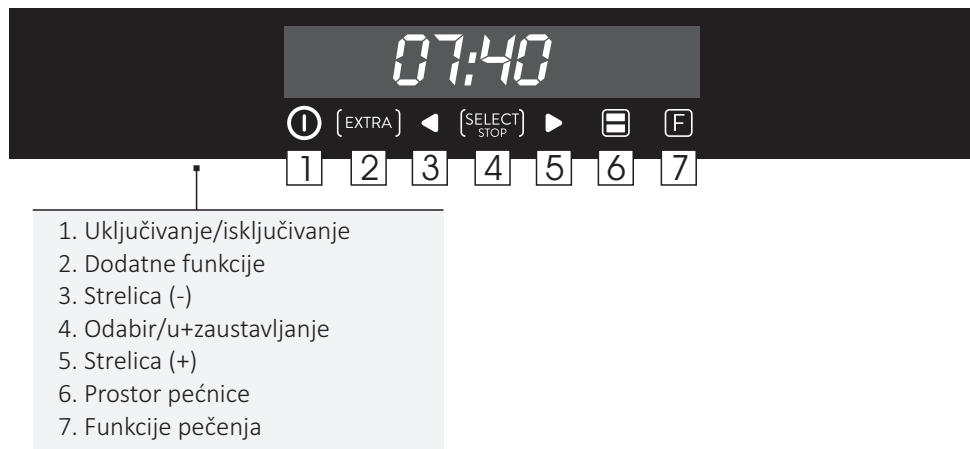 07:40
EXTRA SELECT STOP F
1 2 3 4 5 6 7
1. Uključivanje/isključivanje
2. Dodatne funkcije
3. Strelica (-)
4. Odabir/u+zaustavljanje
5. Strelica (+)
6. Prostor pećnice
7. Funkcije pečenja